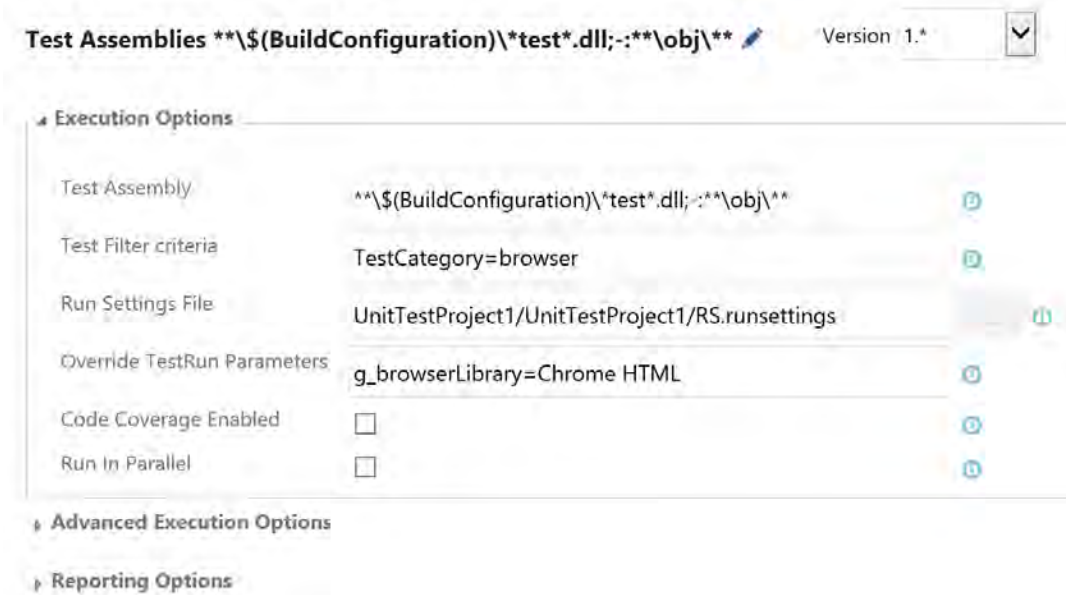 Test Assemblies **\$(BuildConfiguration)\*test*.dll;-:**\obj\** Version 1.*
Execution Options
Test Assembly **\$(BuildConfiguration)\*test*.dll;-:**\obj\**
Test Filter criteria TestCategory=browser
Run Settings File UnitTestProject1/UnitTestProject1/RS.runsettings
Override TestRun Parameters g_browserLibrary=Chrome HTML
Code Coverage Enabled
Run In Parallel
Advanced Execution Options
Reporting Options